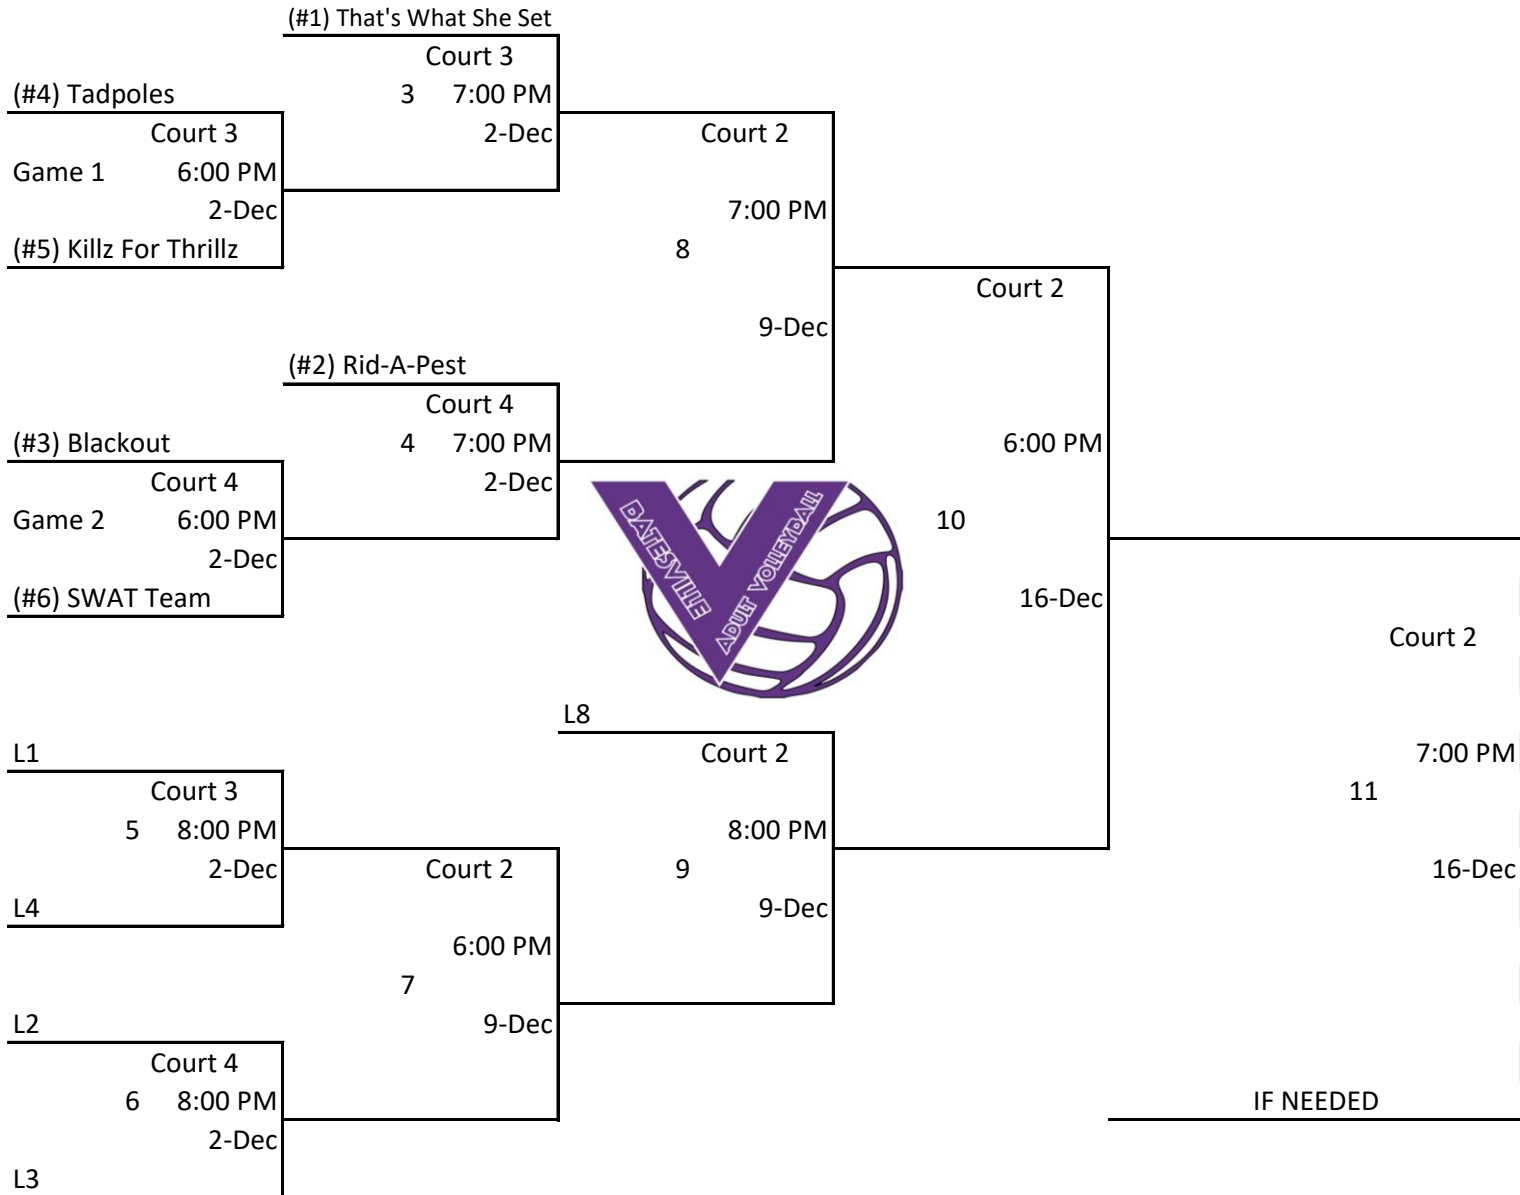 (#1) That's What She Set
Court 3
(#4) Tadpoles
3 7:00 PM
Court 3
2-Dec
Court 2
Game 1 6:00 PM
2-Dec
7:00 PM
(#5) Killz For Thrillz
8
Court 2
9-Dec
(#2) Rid-A-Pest
Court 4
(#3) Blackout
4 7:00 PM
6:00 PM
Court 4
2-Dec
Game 2 6:00 PM
10
2-Dec
(#6) SWAT Team
16-Dec
BATESVILLE
ADULT VOLLEYBALL
Court 2
L8
L1
Court 2
7:00 PM
Court 3
11
5 8:00 PM
8:00 PM
2-Dec
Court 2
9
16-Dec
L4
9-Dec
6:00 PM
7
L2
9-Dec
Court 4
6 8:00 PM
IF NEEDED
2-Dec
L3